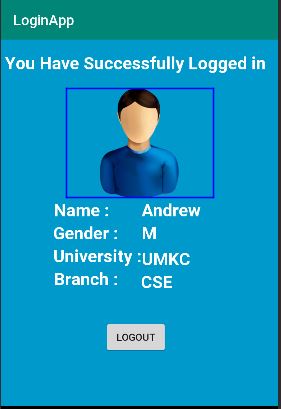 LoginApp
You Have Successfully Logged in
Name : Andrew
Gender : M
University : UMKC
Branch : CSE
LOGOUT